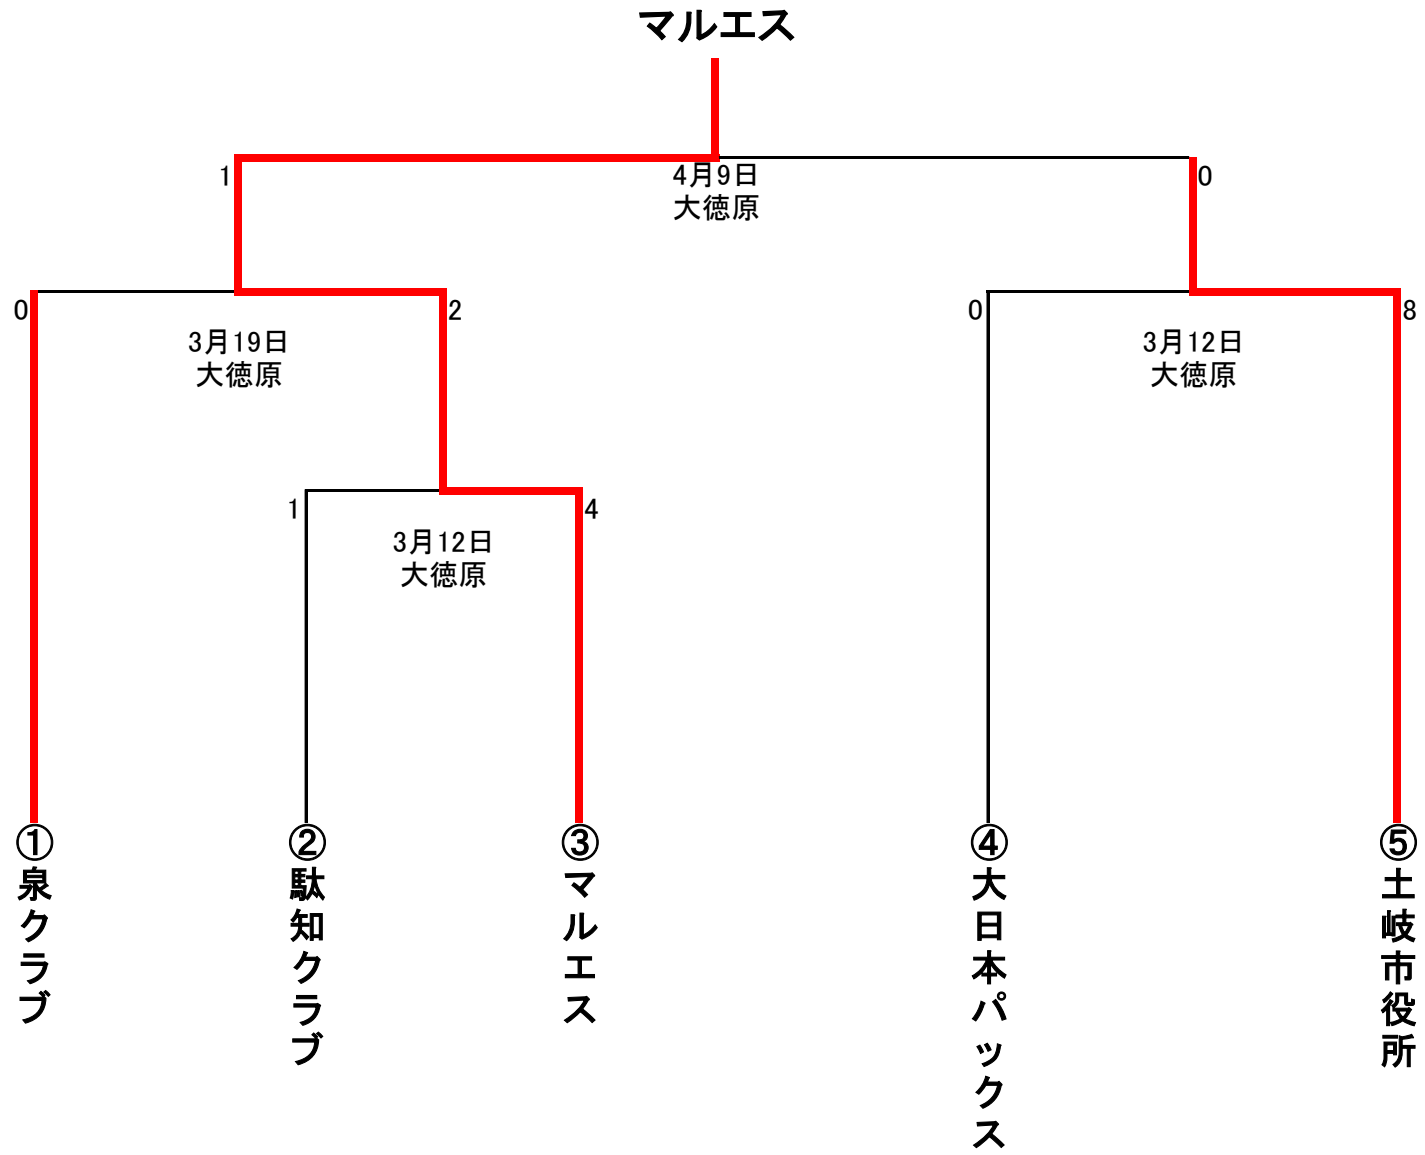 マルエス
1
4月9日
大徳原
0
0
3月19日
大徳原
2
0
3月12日
大徳原
8
1
3月12日
大徳原
4
①泉クラブ
②駄知クラブ
③マルエス
④大日本パックス
⑤土岐市役所